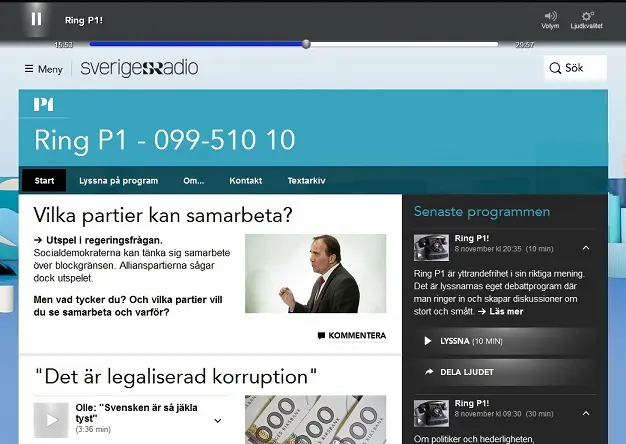 Ring P1!
Volym
Ljudkvalitet
15:53
29:57
Meny
sverigesradio
Sök
P1
Ring P1 - 099-510 10
Start
Lyssna på program
Om...
Kontakt
Textarkiv
Vilka partier kan samarbeta?
→ Utspel i regeringsfrågan.
Socialdemokraterna kan tänka sig samarbete
över blockgränsen. Allianspartierna sågar
dock utspelet.
Men vad tycker du? Och vilka partier vill
du se samarbeta och varför?
KOMMENTERA
"Det är legaliserad korruption"
Olle: "Svensken är så jäkla
tyst"
(3:36 min)
Senaste programmen
Ring P1!
8 november kl 20:35 (10 min)
Ring P1 är yttrandefrihet i sin riktiga mening.
Det är lyssnarnas eget debattprogram där
man ringer in och skapar diskussioner om
stort och smått. → Läs mer
LYSSNA (10 MIN)
DELA LJUDET
Ring P1!
8 november kl 09:30 (30 min)
Om politiker och hederligheten,